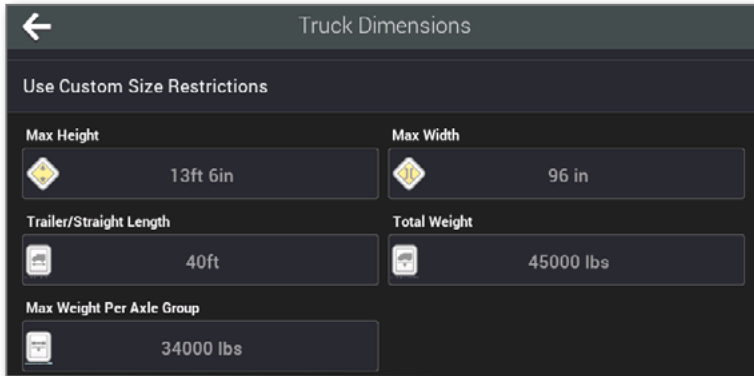 Truck Dimensions
Use Custom Size Restrictions
Max Height
Max Width
13ft 6in
96 in
Trailer/Straight Length
Total Weight
40ft
45000 lbs
Max Weight Per Axle Group
34000 lbs